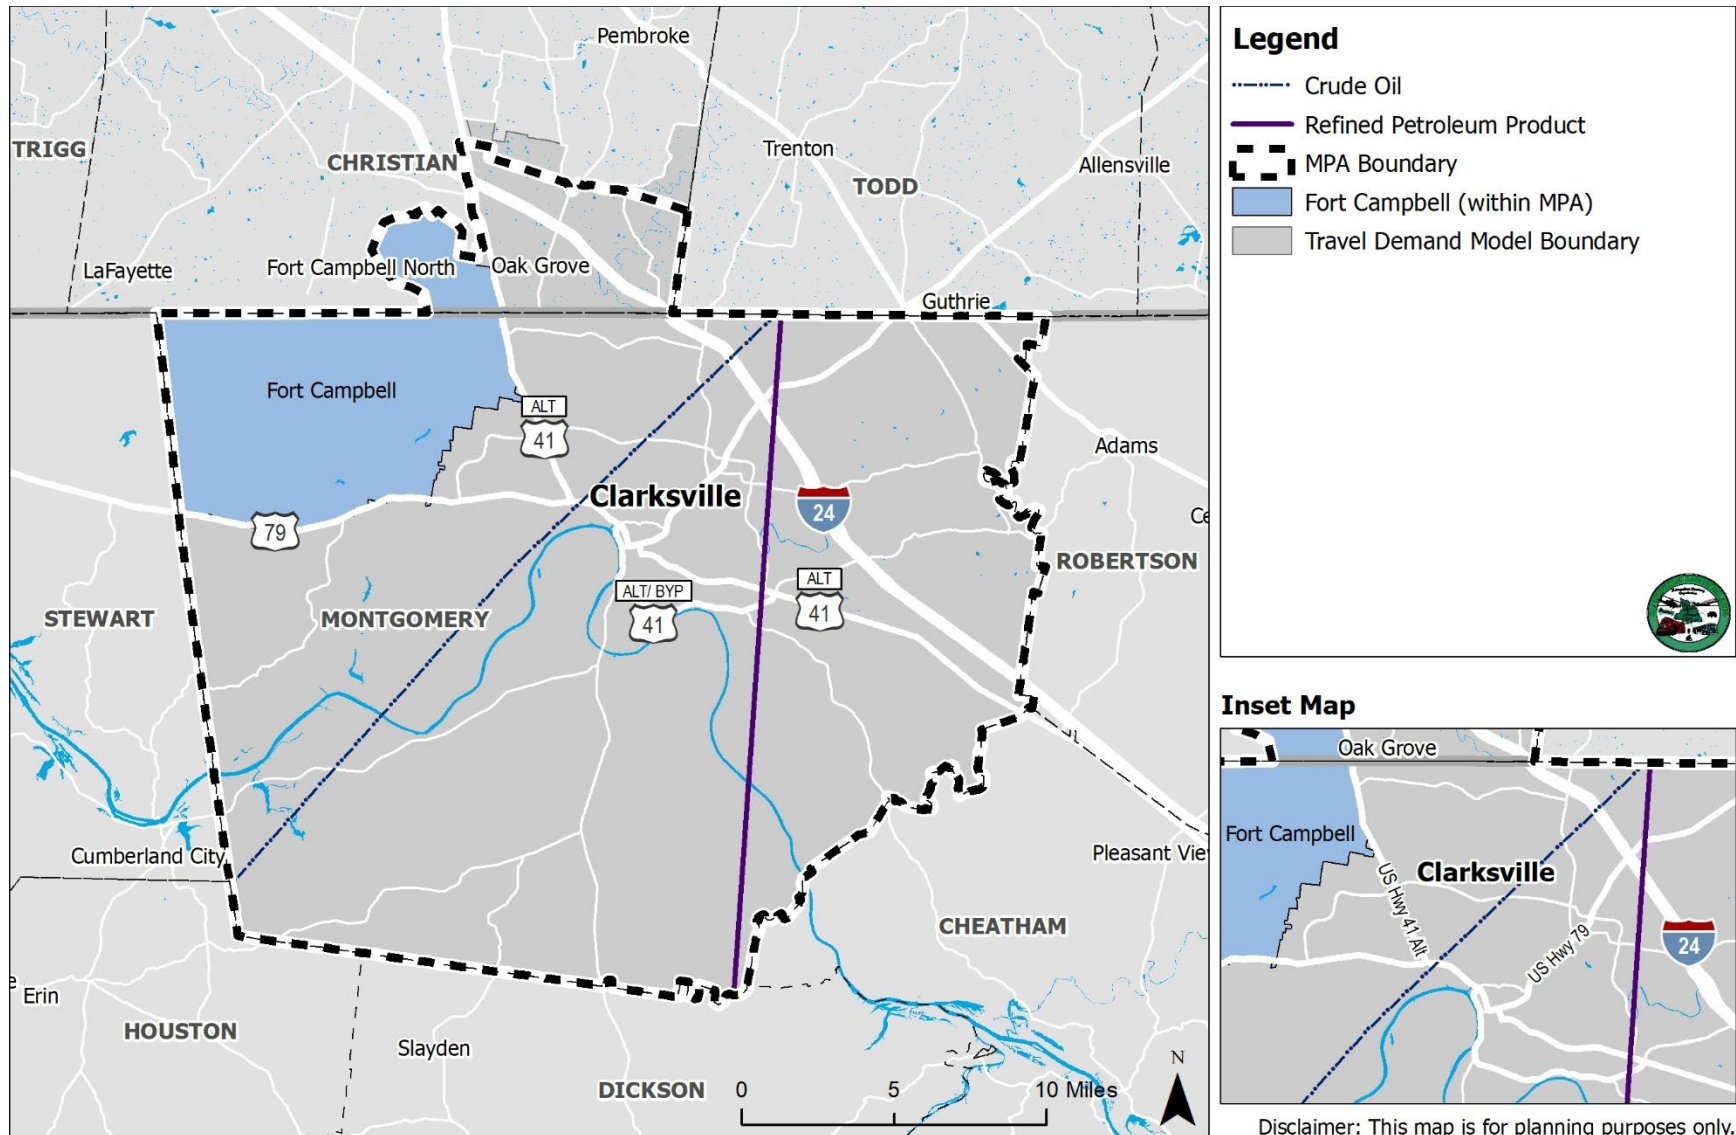 Pembroke
TRIGG
CHRISTIAN
Trenton
Allensville
TODD
LaFayette
Fort Campbell North
Oak Grove
Guthrie
Fort Campbell
ALT
41
Adams
Clarksville
24
79
Ce
ROBERTSON
STEWART
MONTGOMERY
ALT/ BYP
41
ALT
41
Cumberland City
Pleasant View
CHEATHAM
e
Erin
HOUSTON
Slayden
DICKSON
0 5 10 Miles
N
Legend
Crude Oil
Refined Petroleum Product
MPA Boundary
Fort Campbell (within MPA)
Travel Demand Model Boundary
Inset Map
Oak Grove
Fort Campbell
Clarksville
US Hwy 41 Alt
US Hwy 79
24
Disclaimer: This map is for planning purposes only.